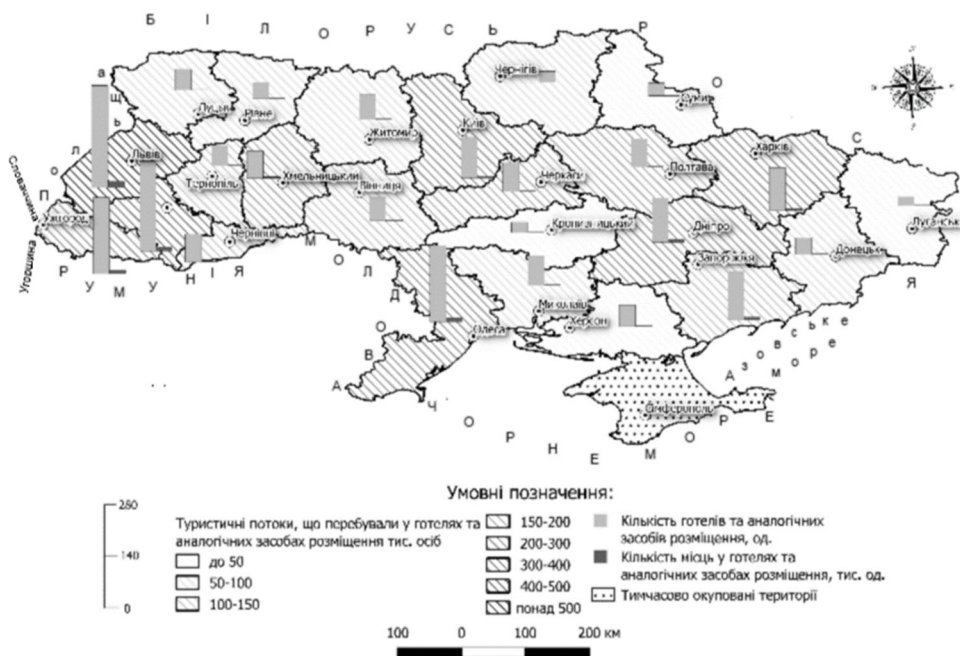 Б І Л О Р У С Ь
Р О С І Я
П О Л Ь Щ а
Словаччина
Угорщина
Р У М У Н І Я
М О Л Д О В А
Чернігів
Суми
Луцьк
Рівне
Житомир
Київ
Харків
Львів
Тернопіль
Хмельницький
Вінниця
Черкаси
Полтава
Ужгород
Чернівці
Кропивницький
Дніпро
Луганськ
Донецьк
Запоріжжя
Миколаїв
Херсон
Одеса
Сімферополь
А з о в с ь к е
м о р е
Ч О Р Н Е М О Р Е
Умовні позначення:
280
140
0
Туристичні потоки, що перебували у готелях та
аналогічних засобах розміщення тис. осіб
до 50
50-100
100-150
150-200
200-300
300-400
400-500
понад 500
Кількість готелів та аналогічних
засобів розміщення, од.
Кількість місць у готелях та
аналогічних засобах розміщення, тис. од.
Тимчасово окуповані території
100 0 100 200 км